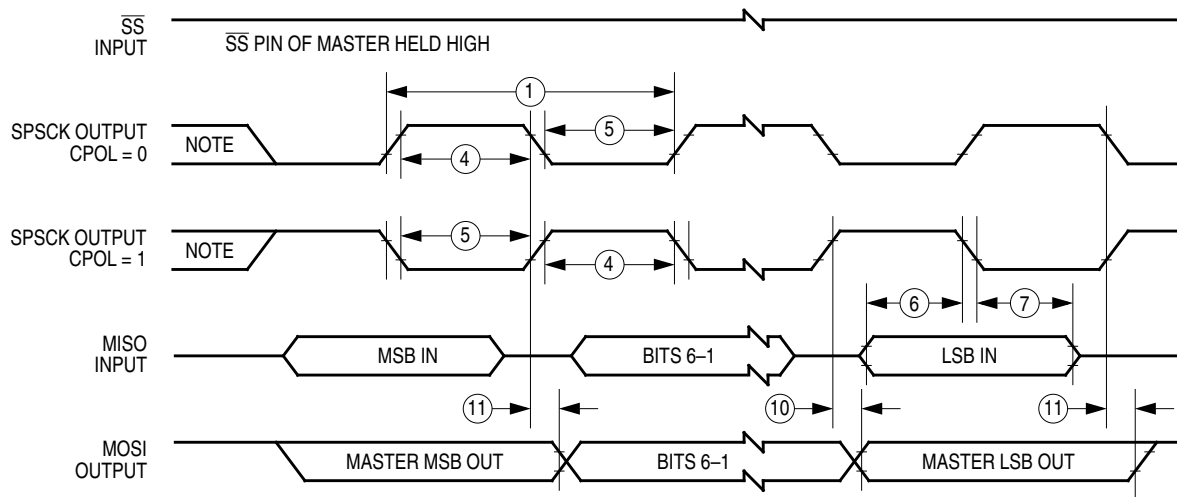 SS
INPUT
SS PIN OF MASTER HELD HIGH
1
SPSCK OUTPUT
CPOL = 0
NOTE
5
4
SPSCK OUTPUT
CPOL = 1
NOTE
5
4
6
7
MISO
INPUT
MSB IN
BITS 6–1
LSB IN
11
10
11
MOSI
OUTPUT
MASTER MSB OUT
BITS 6–1
MASTER LSB OUT